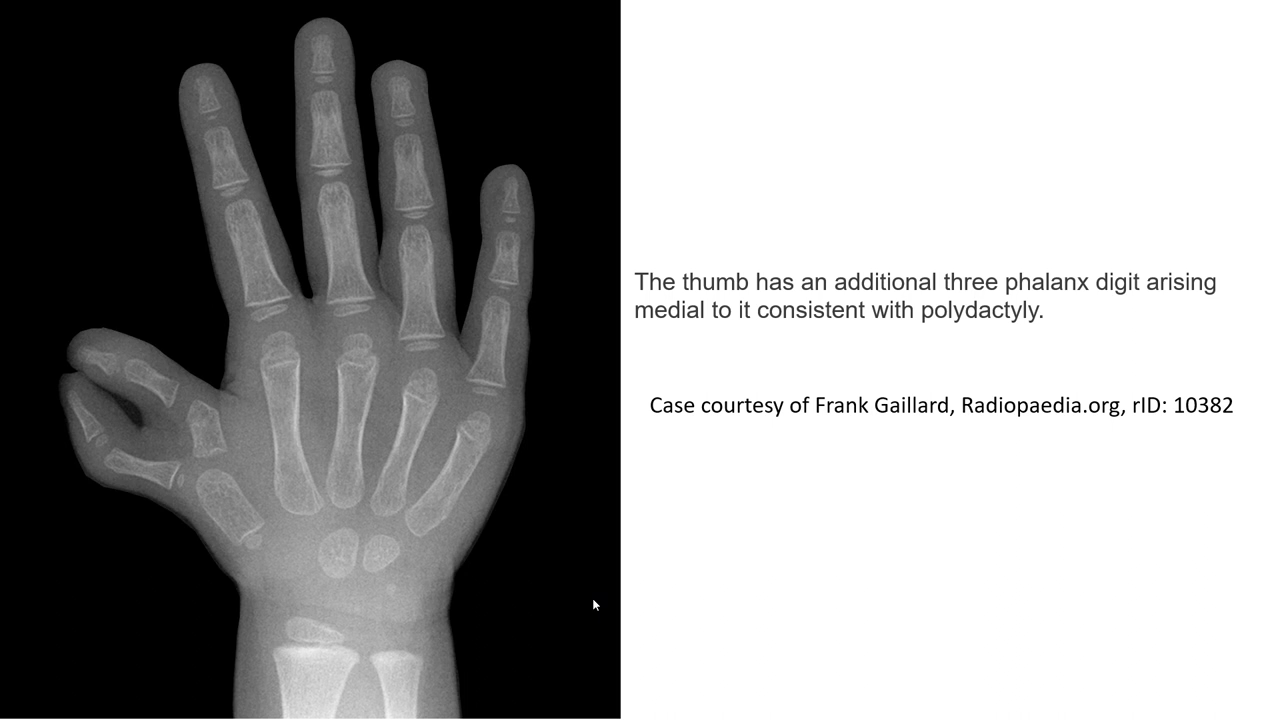 The thumb has an additional three phalanx digit arising
medial to it consistent with polydactyly.
Case courtesy of Frank Gaillard, Radiopaedia.org, rID: 10382